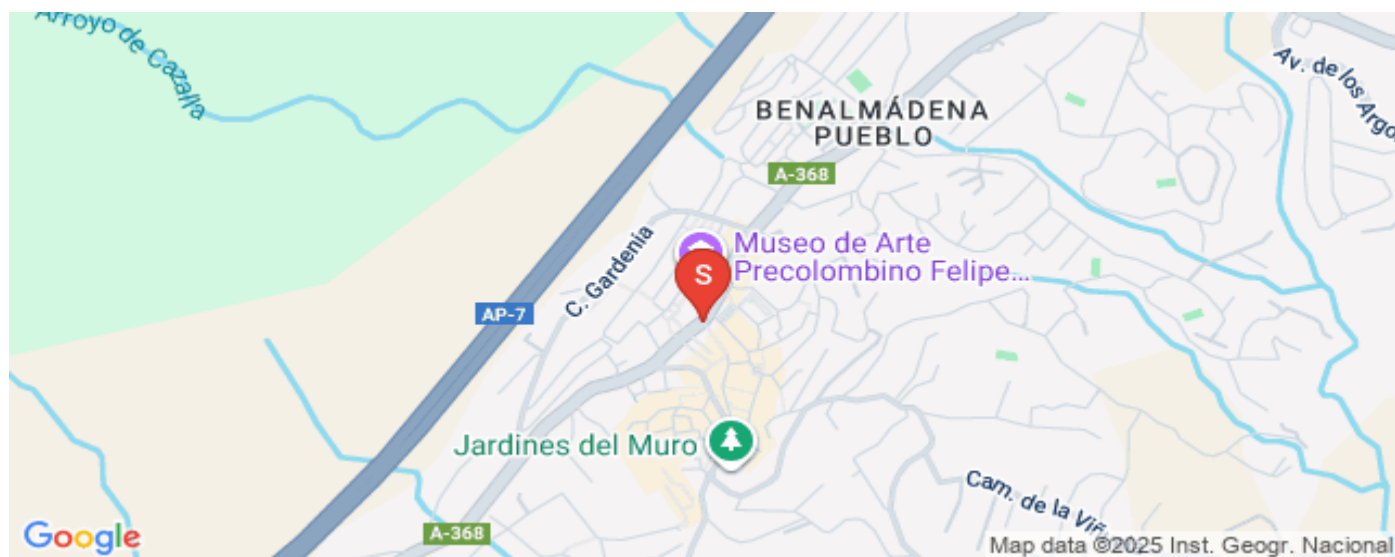 Arroyo de Cazalla
Av. de los Argo
BENALMÁDENA
PUEBLO
A-368
Museo de Arte
Precolombino Felipe...
C. Gardenia
S
AP-7
Jardines del Muro
Cam. de la Viñ
A-368
Google
Map data ©2025 Inst. Geogr. Nacional